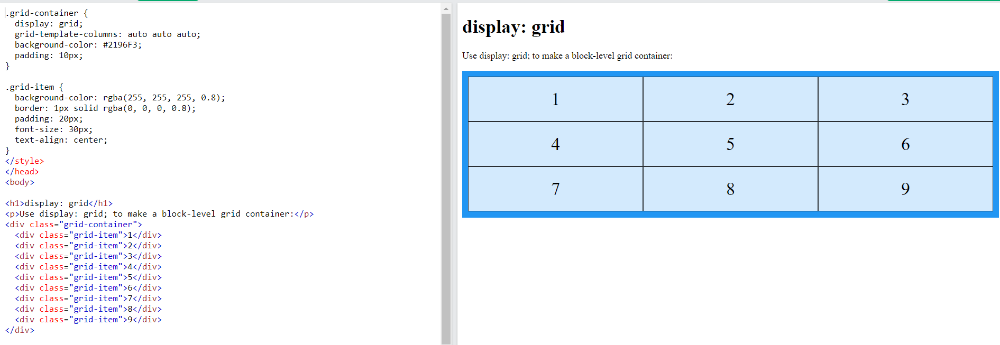 .grid-container {
  display: grid;
  grid-template-columns: auto auto auto;
  background-color: #2196F3;
  padding: 10px;
}
.grid-item {
  background-color: rgba(255, 255, 255, 0.8);
  border: 1px solid rgba(0, 0, 0, 0.8);
  padding: 20px;
  font-size: 30px;
  text-align: center;
}
</style>
</head>
<body>
<h1>display: grid</h1>
<p>Use display: grid; to make a block-level grid container:</p>
<div class="grid-container">
  <div class="grid-item">1</div>
  <div class="grid-item">2</div>
  <div class="grid-item">3</div>
  <div class="grid-item">4</div>
  <div class="grid-item">5</div>
  <div class="grid-item">6</div>
  <div class="grid-item">7</div>
  <div class="grid-item">8</div>
  <div class="grid-item">9</div>
</div>
display: grid
Use display: grid; to make a block-level grid container:
1 2 3
4 5 6
7 8 9